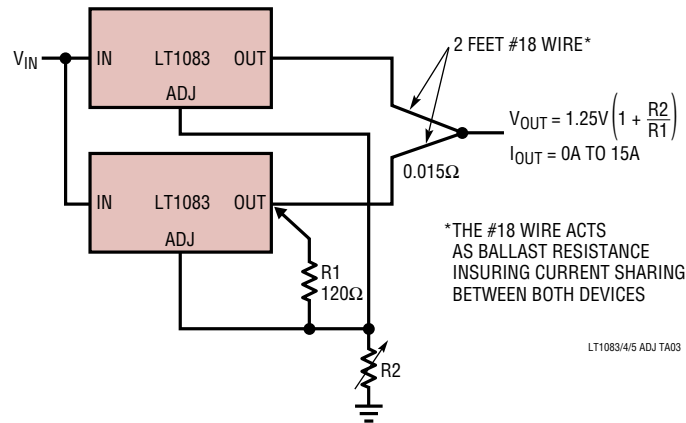 2 FEET #18 WIRE*
V_IN
IN LT1083 OUT
ADJ
V_OUT = 1.25V (1 + R2/R1)
I_OUT = 0A TO 15A
0.015Ω
IN LT1083 OUT
ADJ
R1
120Ω
*THE #18 WIRE ACTS
AS BALLAST RESISTANCE
INSURING CURRENT SHARING
BETWEEN BOTH DEVICES
LT1083/4/5 ADJ TA03
R2